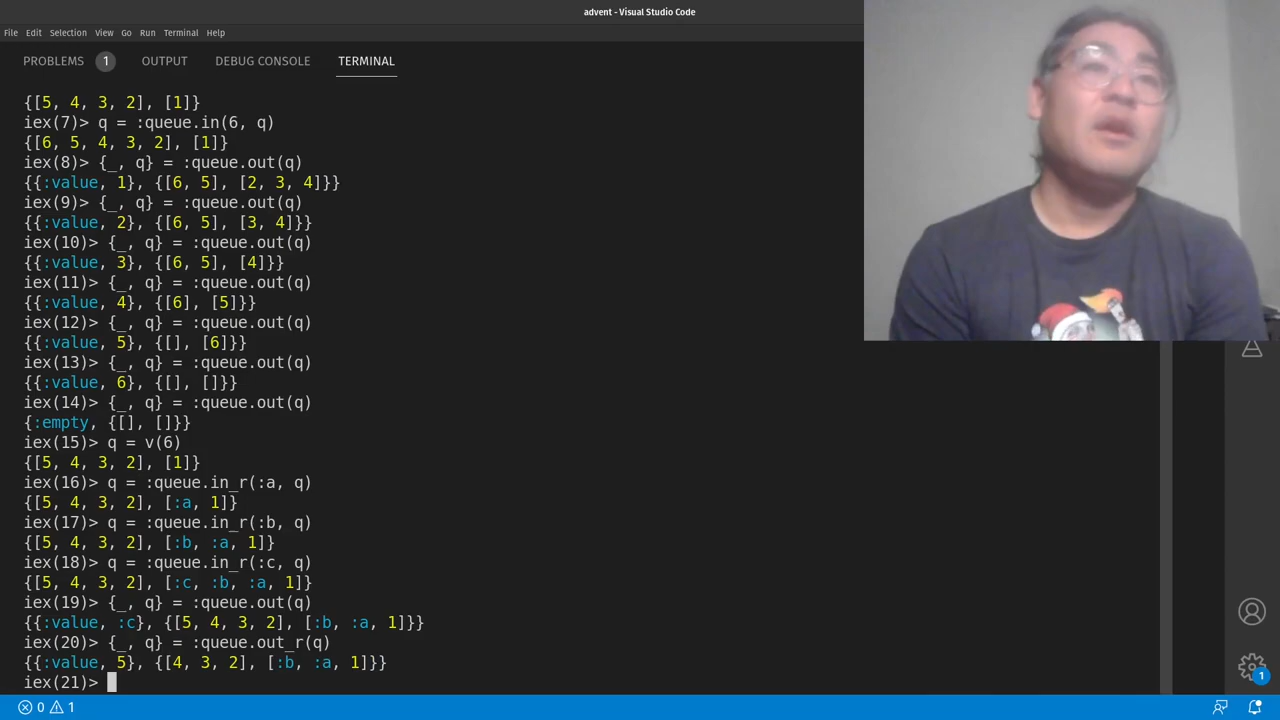 advent - Visual Studio Code
File Edit Selection View Go Run Terminal Help
PROBLEMS 1 OUTPUT DEBUG CONSOLE TERMINAL
{[5, 4, 3, 2], [1]}
iex(7)> q = :queue.in(6, q)
{[6, 5, 4, 3, 2], [1]}
iex(8)> {_, q} = :queue.out(q)
{{:value, 1}, {[6, 5], [2, 3, 4]}}
iex(9)> {_, q} = :queue.out(q)
{{:value, 2}, {[6, 5], [3, 4]}}
iex(10)> {_, q} = :queue.out(q)
{{:value, 3}, {[6, 5], [4]}}
iex(11)> {_, q} = :queue.out(q)
{{:value, 4}, {[6], [5]}}
iex(12)> {_, q} = :queue.out(q)
{{:value, 5}, {[], [6]}}
iex(13)> {_, q} = :queue.out(q)
{{:value, 6}, {[], []}}
iex(14)> {_, q} = :queue.out(q)
{:empty, {[], []}}
iex(15)> q = v(6)
{[5, 4, 3, 2], [1]}
iex(16)> q = :queue.in_r(:a, q)
{[5, 4, 3, 2], [:a, 1]}
iex(17)> q = :queue.in_r(:b, q)
{[5, 4, 3, 2], [:b, :a, 1]}
iex(18)> q = :queue.in_r(:c, q)
{[5, 4, 3, 2], [:c, :b, :a, 1]}
iex(19)> {_, q} = :queue.out(q)
{{:value, :c}, {[5, 4, 3, 2], [:b, :a, 1]}}
iex(20)> {_, q} = :queue.out_r(q)
{{:value, 5}, {[4, 3, 2], [:b, :a, 1]}}
iex(21)>
1
0 1